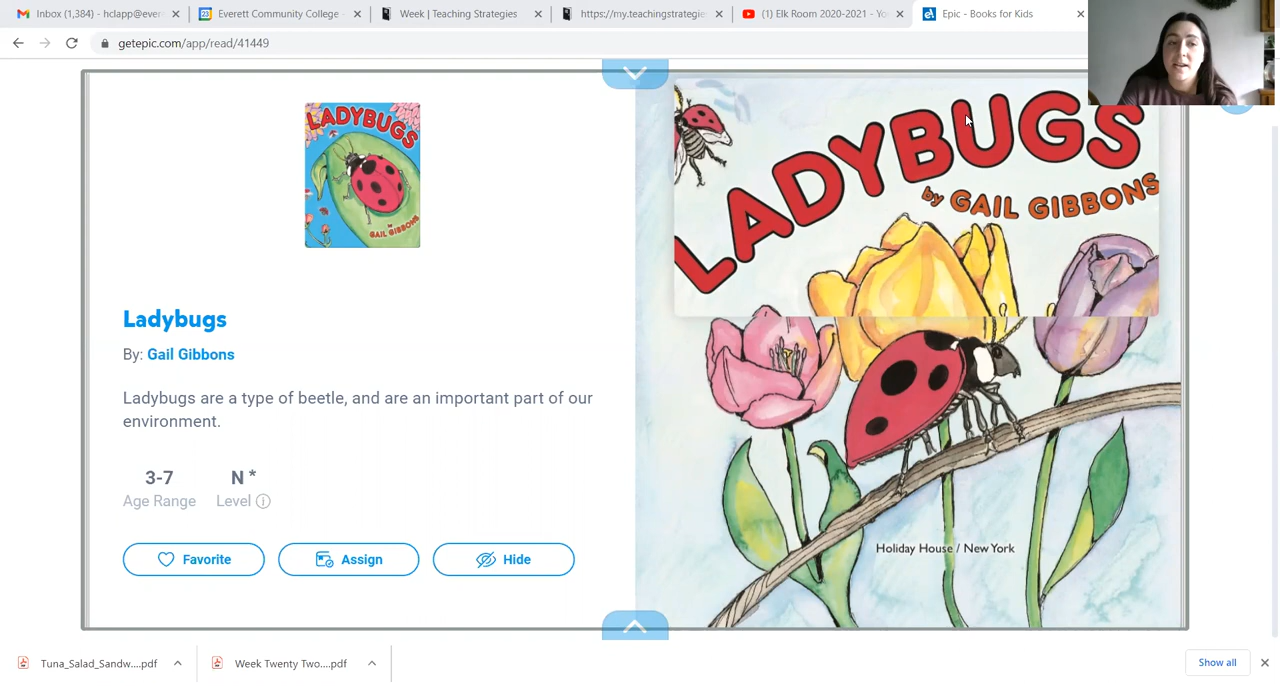 Inbox (1,384) - hclapp@ever
Everett Community College -
Week | Teaching Strategies
https://my.teachingstrategie
(1) Elk Room 2020-2021 - Yo
Epic - Books for Kids
getepic.com/app/read/41449
LADYBUGS
by GAIL GIBBONS
LADYBUGS
by GAIL GIBBONS
Ladybugs
By: Gail Gibbons
Ladybugs are a type of beetle, and are an important part of our
environment.
3-7
N *
Age Range
Level
Favorite
Assign
Hide
Holiday House / New York
Tuna_Salad_Sandw....pdf
Week Twenty Two....pdf
Show all